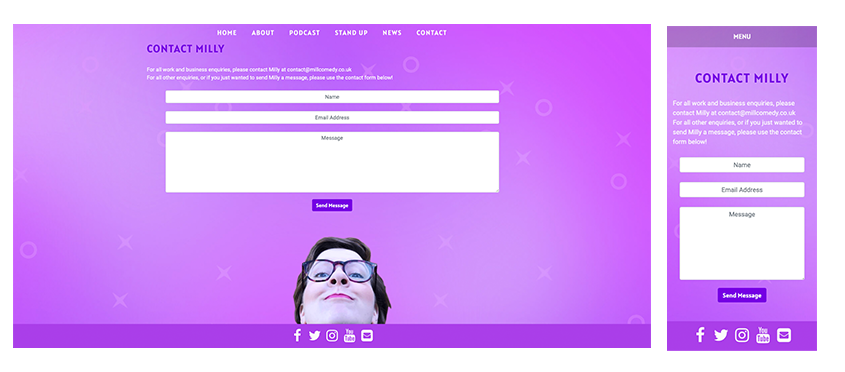 HOME ABOUT PODCAST STAND UP NEWS CONTACT
CONTACT MILLY
For all work and business enquiries, please contact Milly at contact@millcomedy.co.uk
For all other enquiries, or if you just wanted to send Milly a message, please use the contact form below!
Name
Email Address
Message
Send Message
You Tube
MENU
CONTACT MILLY
For all work and business enquiries, please
contact Milly at contact@millcomedy.co.uk
For all other enquiries, or if you just wanted to
send Milly a message, please use the contact
form below!
Name
Email Address
Message
Send Message
You Tube